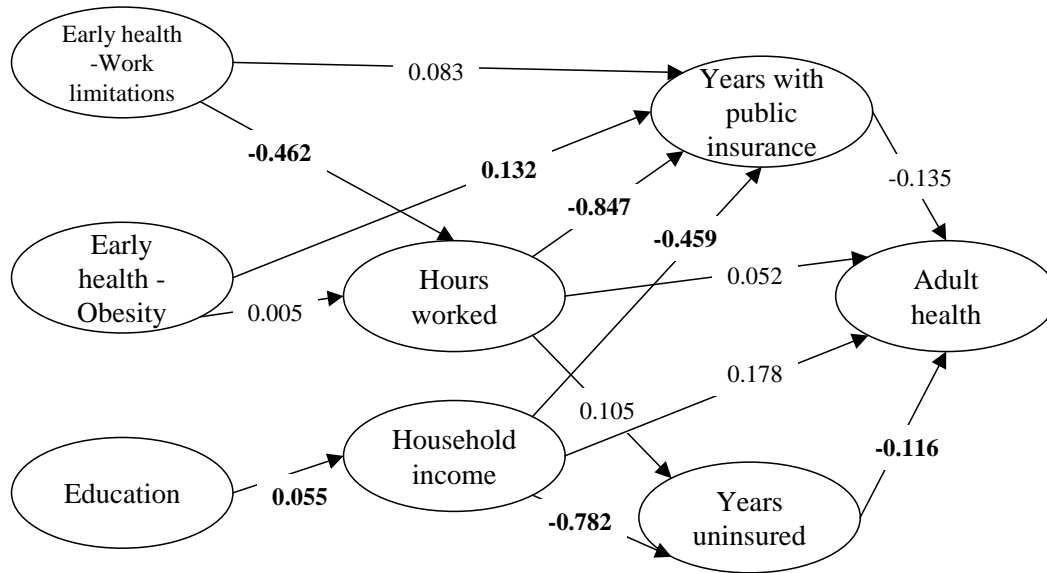 Early health
-Work
limitations
0.083
Years with
public
insurance
-0.462
0.132
-0.847
-0.135
-0.459
Early
health -
Obesity
0.005
Hours
worked
0.052
Adult
health
0.178
0.105
Household
income
-0.116
Education
0.055
-0.782
Years
uninsured